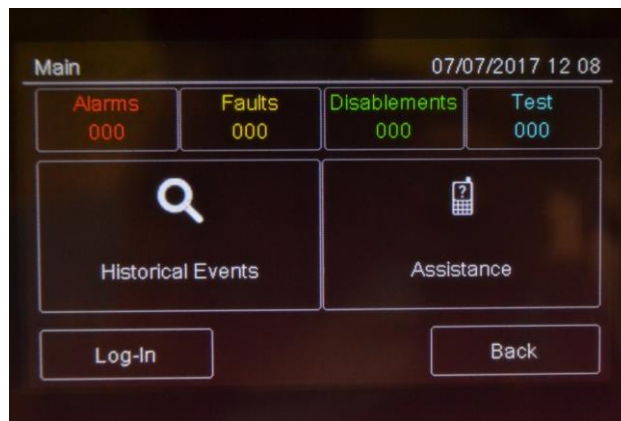 Main 07/07/2017 12 08
Alarms Faults Disablements Test
000 000 000 000
?
Historical Events Assistance
Log-In Back